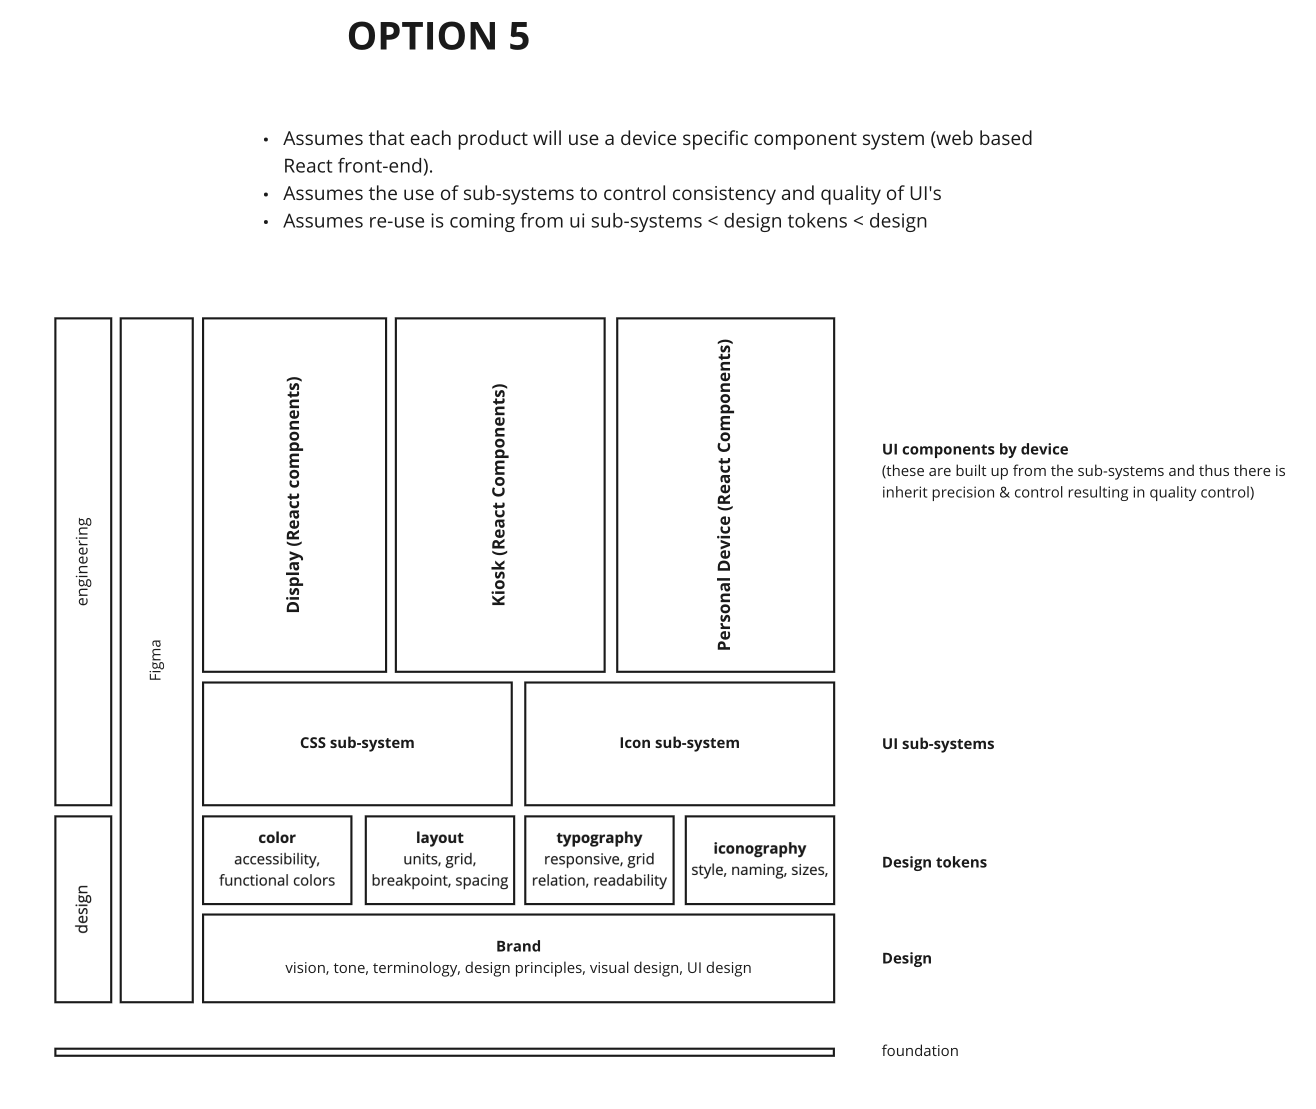 OPTION 5
• Assumes that each product will use a device specific component system (web based
React front-end).
• Assumes the use of sub-systems to control consistency and quality of UI's
• Assumes re-use is coming from ui sub-systems < design tokens < design
engineering
Figma
Display (React components)
Kiosk (React Components)
Personal Device (React Components)
UI components by device
(these are built up from the sub-systems and thus there is
inherit precision & control resulting in quality control)
CSS sub-system
Icon sub-system
UI sub-systems
design
color
accessibility,
functional colors
layout
units, grid,
breakpoint, spacing
typography
responsive, grid
relation, readability
iconography
style, naming, sizes,
Design tokens
Brand
vision, tone, terminology, design principles, visual design, UI design
Design
foundation